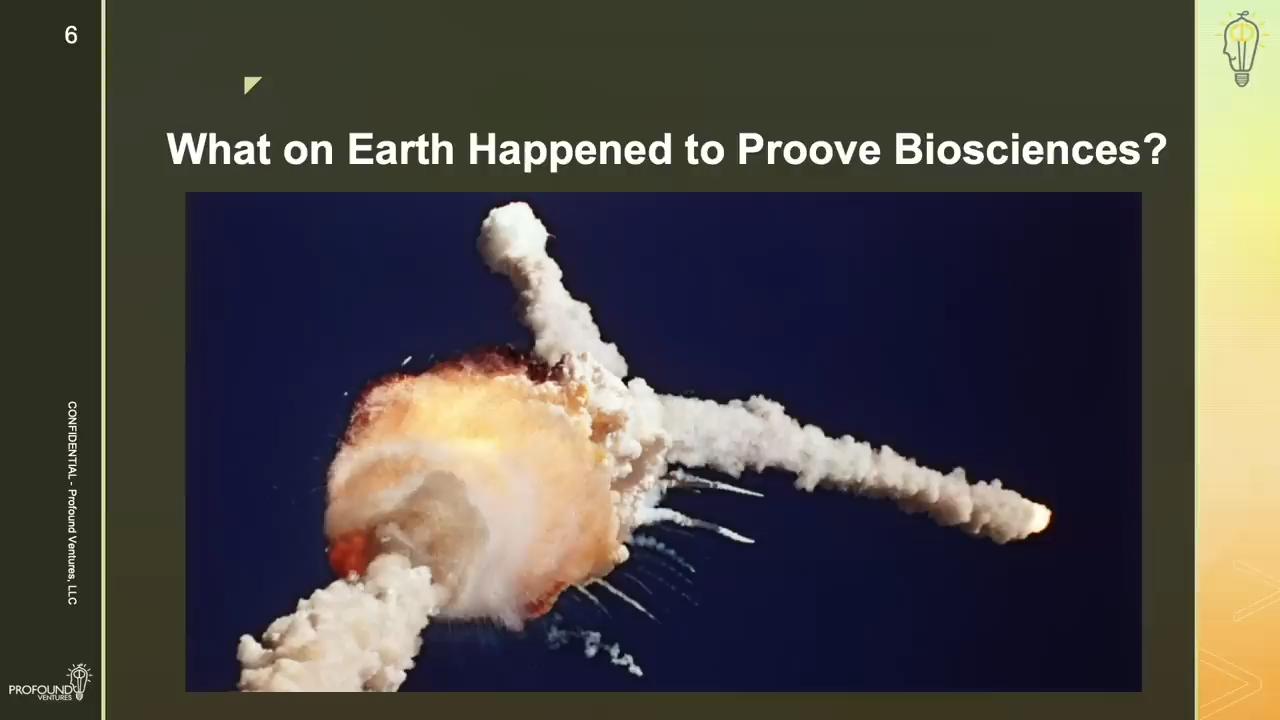 6
What on Earth Happened to Proove Biosciences?
CONFIDENTIAL - Profound Ventures, LLC
PROFOUND
VENTURES